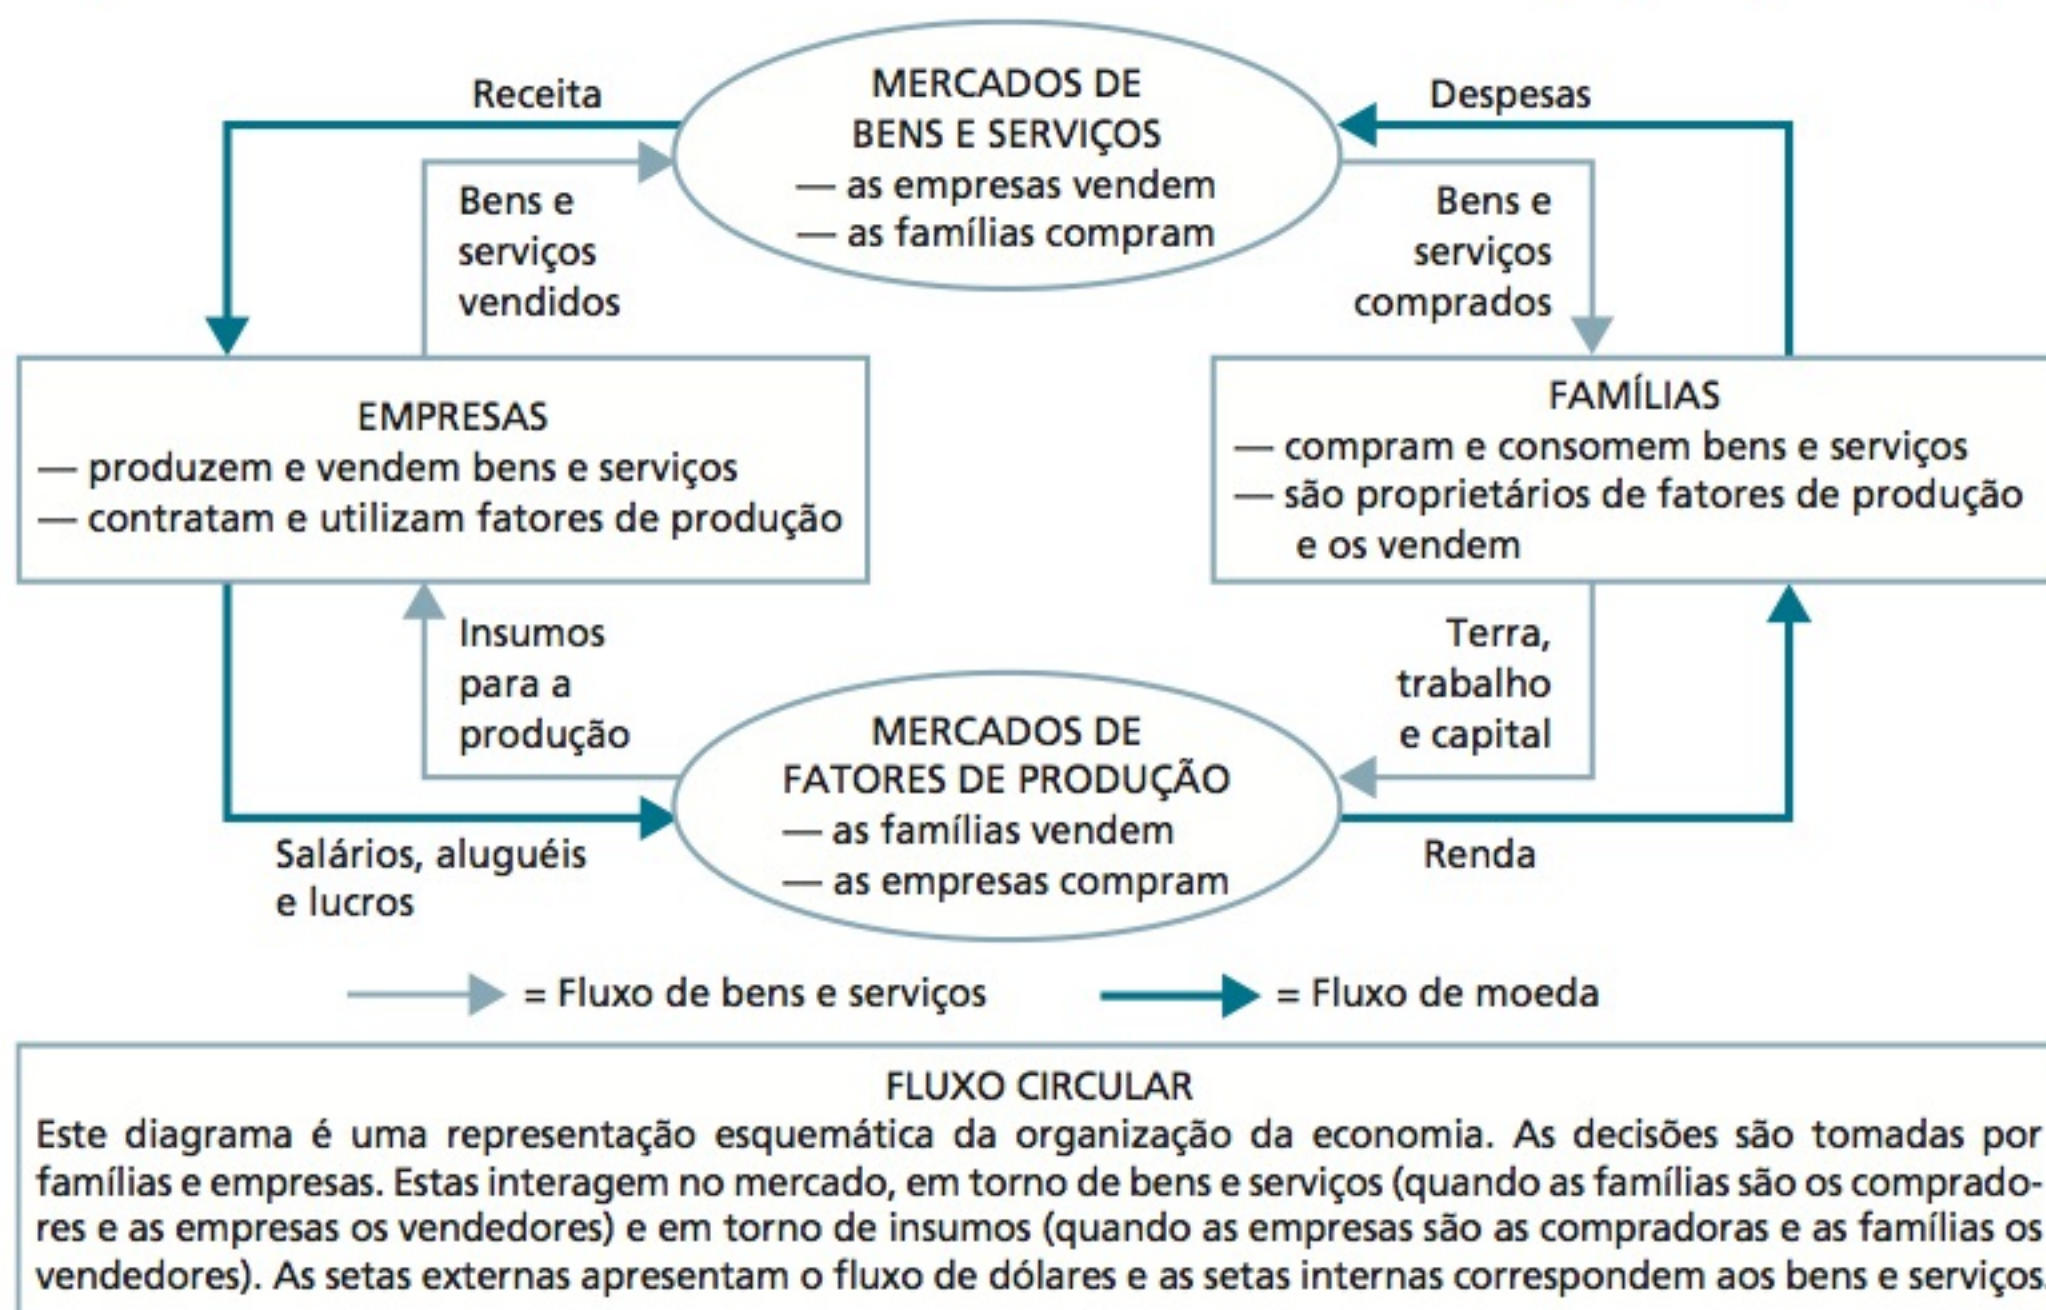 MERCADOS DE
BENS E SERVIÇOS
— as empresas vendem
— as famílias compram
Receita
Despesas
Bens e
serviços
vendidos
Bens e
serviços
comprados
EMPRESAS
— produzem e vendem bens e serviços
— contratam e utilizam fatores de produção
FAMÍLIAS
— compram e consomem bens e serviços
— são proprietários de fatores de produção
e os vendem
Insumos
para a
produção
Terra,
trabalho
e capital
MERCADOS DE
FATORES DE PRODUÇÃO
— as famílias vendem
— as empresas compram
Salários, aluguéis
e lucros
Renda
= Fluxo de bens e serviços
= Fluxo de moeda
FLUXO CIRCULAR
Este diagrama é uma representação esquemática da organização da economia. As decisões são tomadas por
famílias e empresas. Estas interagem no mercado, em torno de bens e serviços (quando as famílias são os comprado-
res e as empresas os vendedores) e em torno de insumos (quando as empresas são as compradoras e as famílias os
vendedores). As setas externas apresentam o fluxo de dólares e as setas internas correspondem aos bens e serviços.